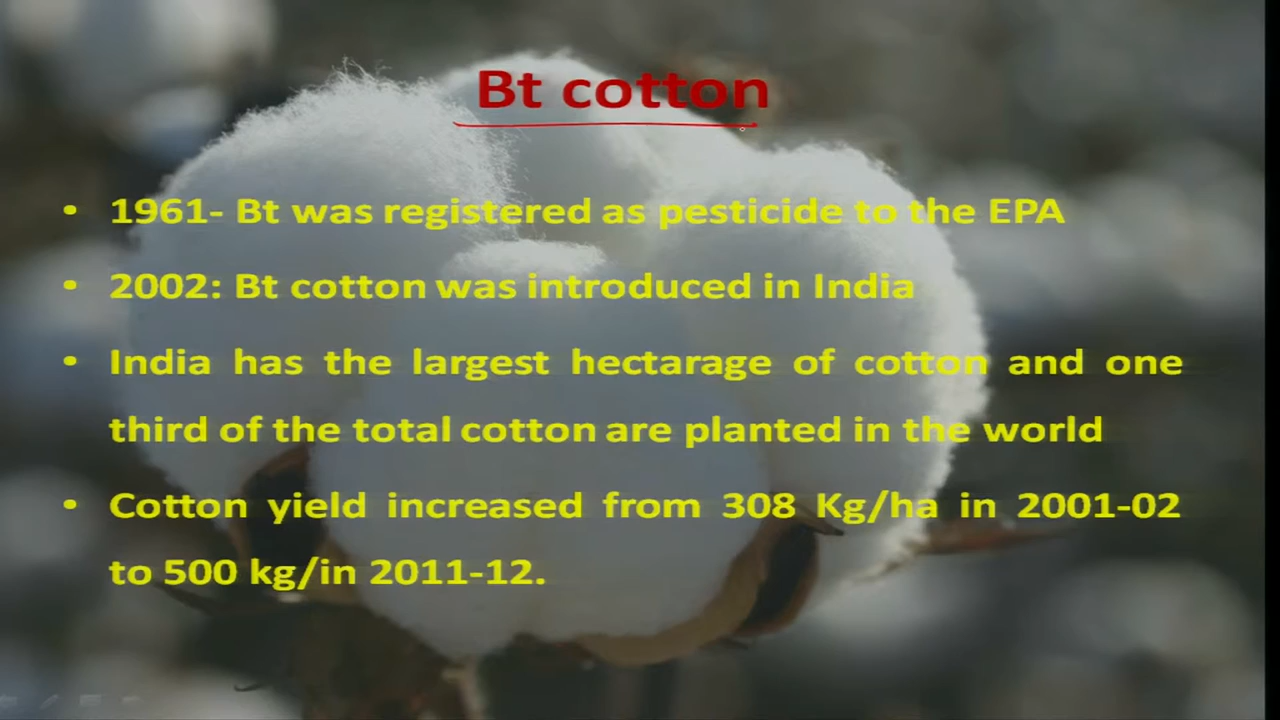 Bt cotton
• 1961- Bt was registered as pesticide to the EPA
• 2002: Bt cotton was introduced in India
• India has the largest hectarage of cotton and one
third of the total cotton are planted in the world
• Cotton yield increased from 308 Kg/ha in 2001-02
to 500 kg/in 2011-12.